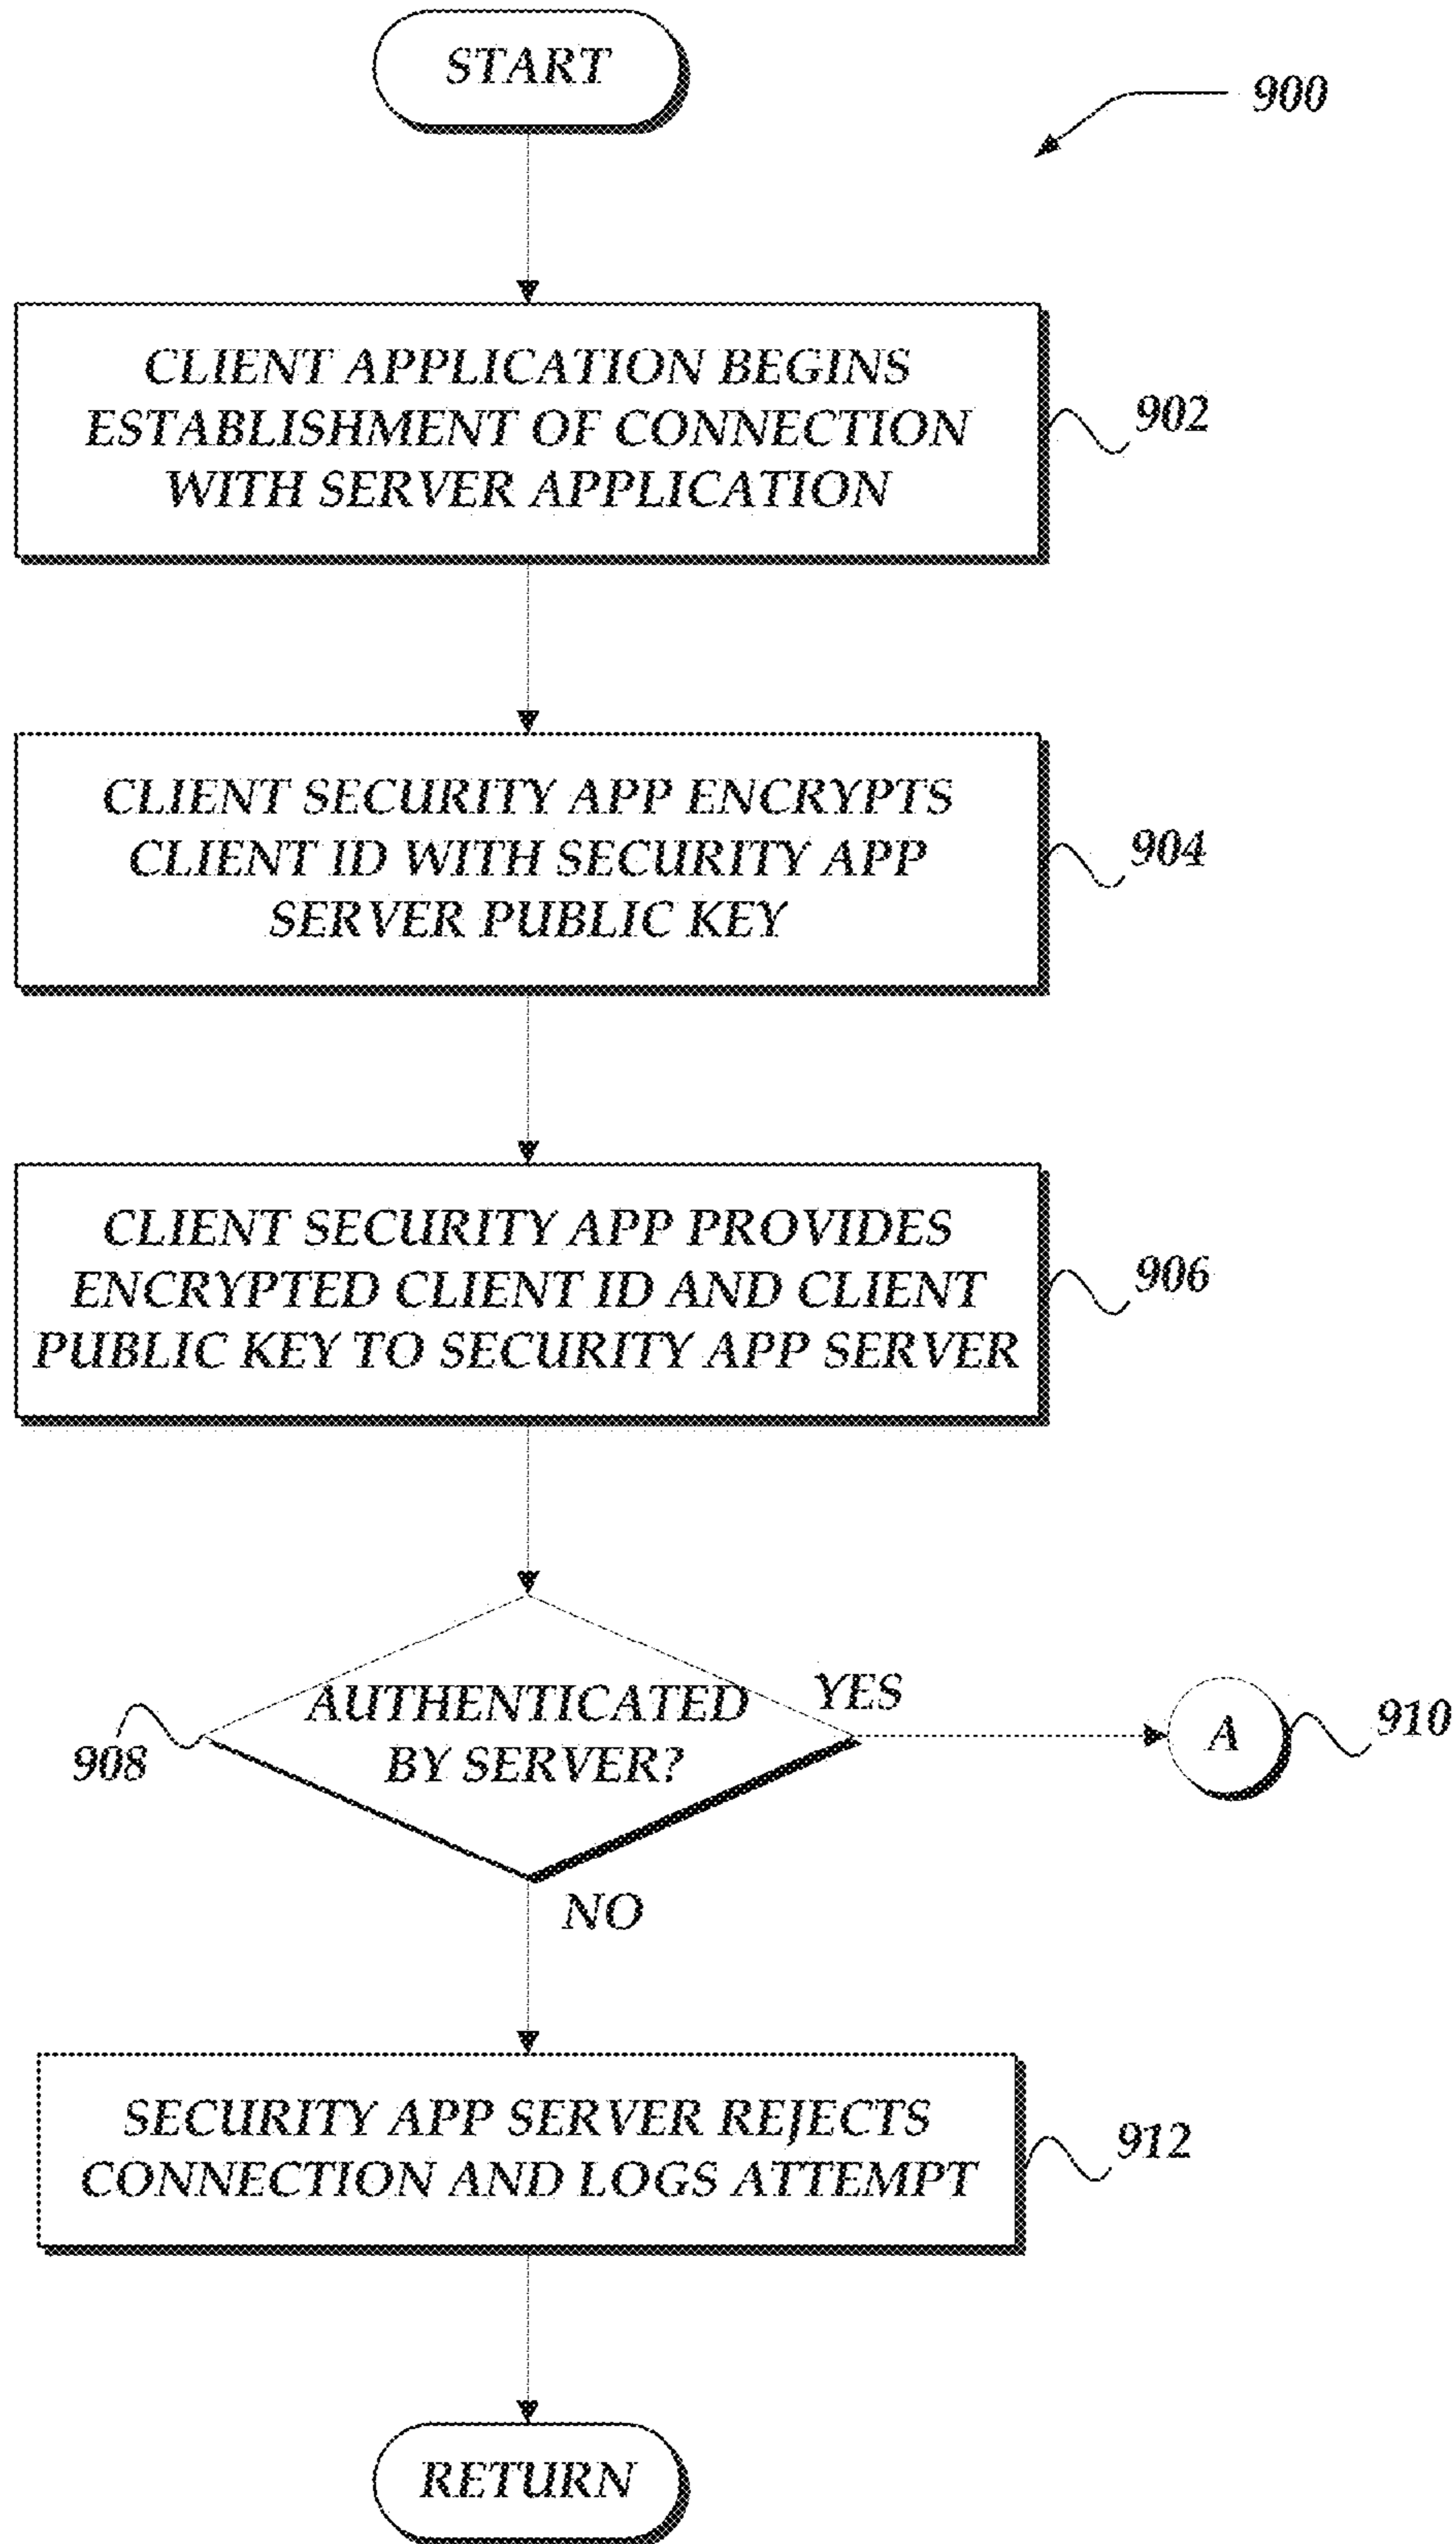 START
900
CLIENT APPLICATION BEGINS
ESTABLISHMENT OF CONNECTION
WITH SERVER APPLICATION
902
CLIENT SECURITY APP ENCRYPTS
CLIENT ID WITH SECURITY APP
SERVER PUBLIC KEY
904
CLIENT SECURITY APP PROVIDES
ENCRYPTED CLIENT ID AND CLIENT
PUBLIC KEY TO SECURITY APP SERVER
906
AUTHENTICATED
BY SERVER?
908
YES
A
910
NO
SECURITY APP SERVER REJECTS
CONNECTION AND LOGS ATTEMPT
912
RETURN